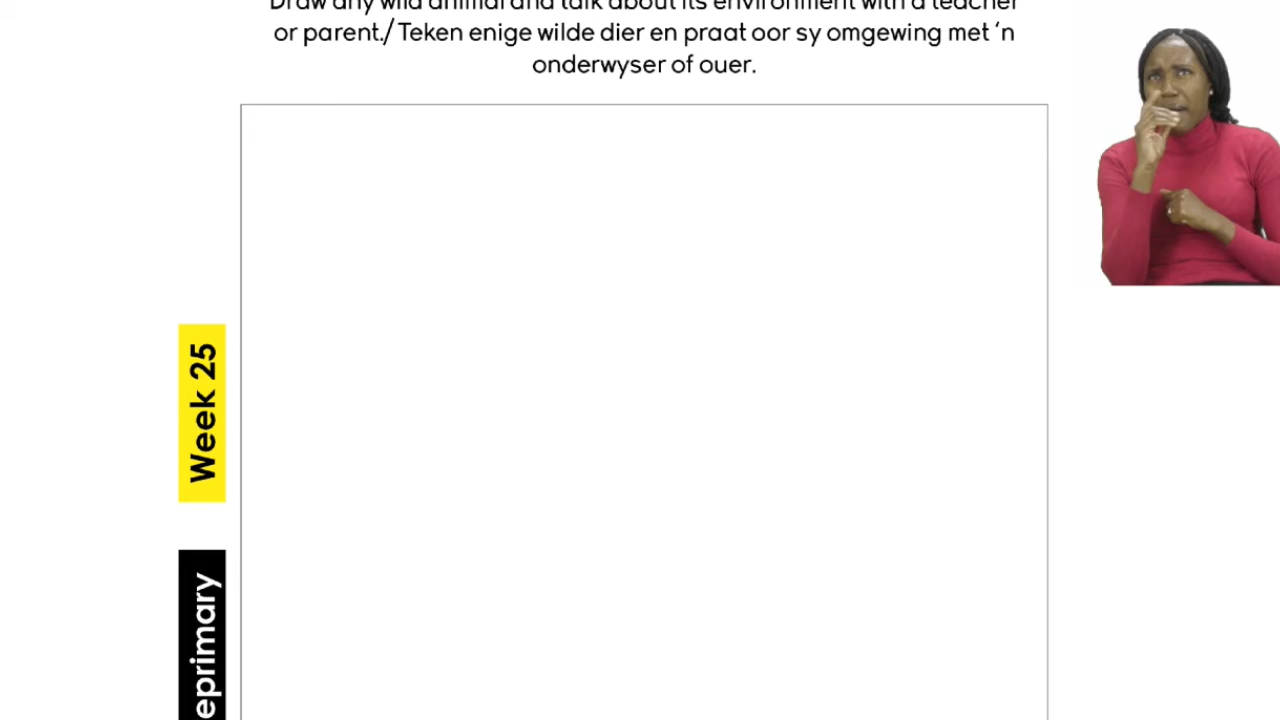 Draw any wild animal and talk about its environment with a teacher
or parent./ Teken enige wilde dier en praat oor sy omgewing met ‘n
onderwyser of ouer.
Week 25
eprimary